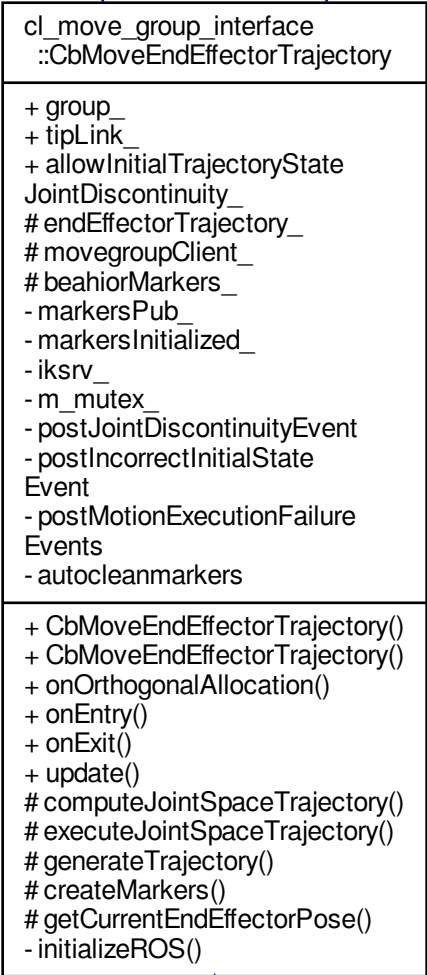 cl_move_group_interface
::CbMoveEndEffectorTrajectory
+ group_
+ tipLink_
+ allowInitialTrajectoryState
JointDiscontinuity_
# endEffectorTrajectory_
# movegroupClient_
# beahiorMarkers_
- markersPub_
- markersInitialized_
- iksrv_
- m_mutex_
- postJointDiscontinuityEvent
- postIncorrectInitialState
Event
- postMotionExecutionFailure
Events
- autocleanmarkers
+ CbMoveEndEffectorTrajectory()
+ CbMoveEndEffectorTrajectory()
+ onOrthogonalAllocation()
+ onEntry()
+ onExit()
+ update()
# computeJointSpaceTrajectory()
# executeJointSpaceTrajectory()
# generateTrajectory()
# createMarkers()
# getCurrentEndEffectorPose()
- initializeROS()